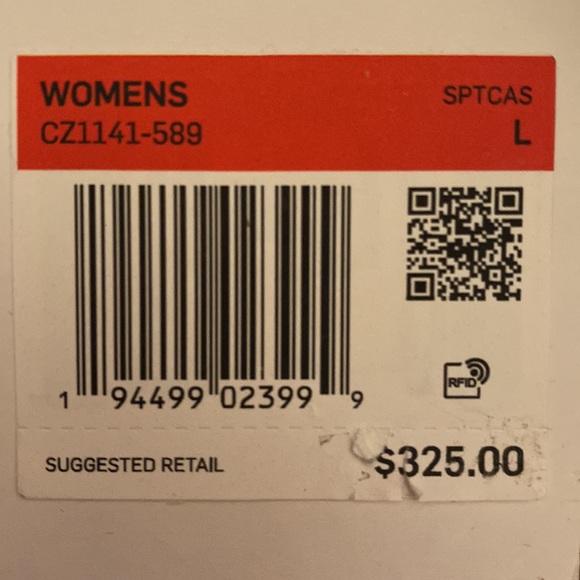 WOMENS
SPTCAS
CZ1141-589
L
RFID
1 94499 02399 9
SUGGESTED RETAIL
$325.00